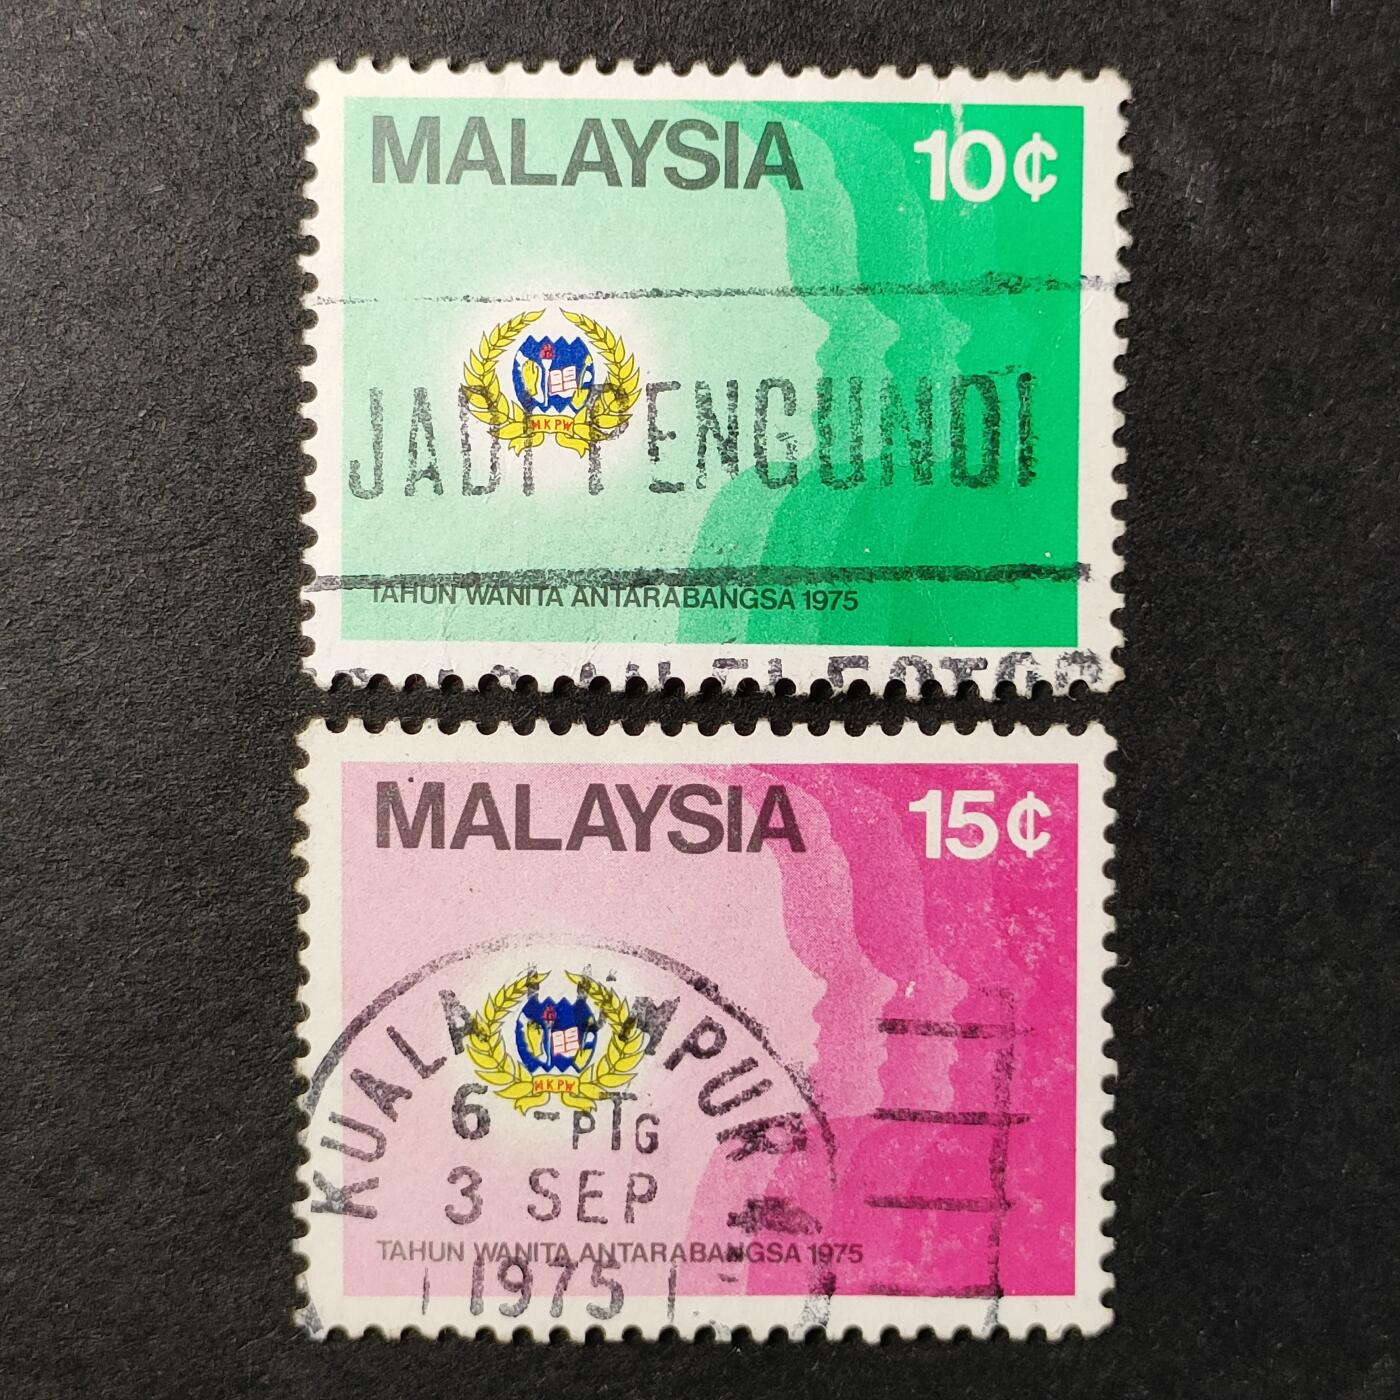 MALAYSIA 10¢
MKPW
JADI PENGUNDI
TAHUN WANITA ANTARABANGSA 1975
MALAYSIA 15¢
KUALA LUMPUR
MKPW
6 -PTG
3 SEP
TAHUN WANITA ANTARABANGSA 1975
1975